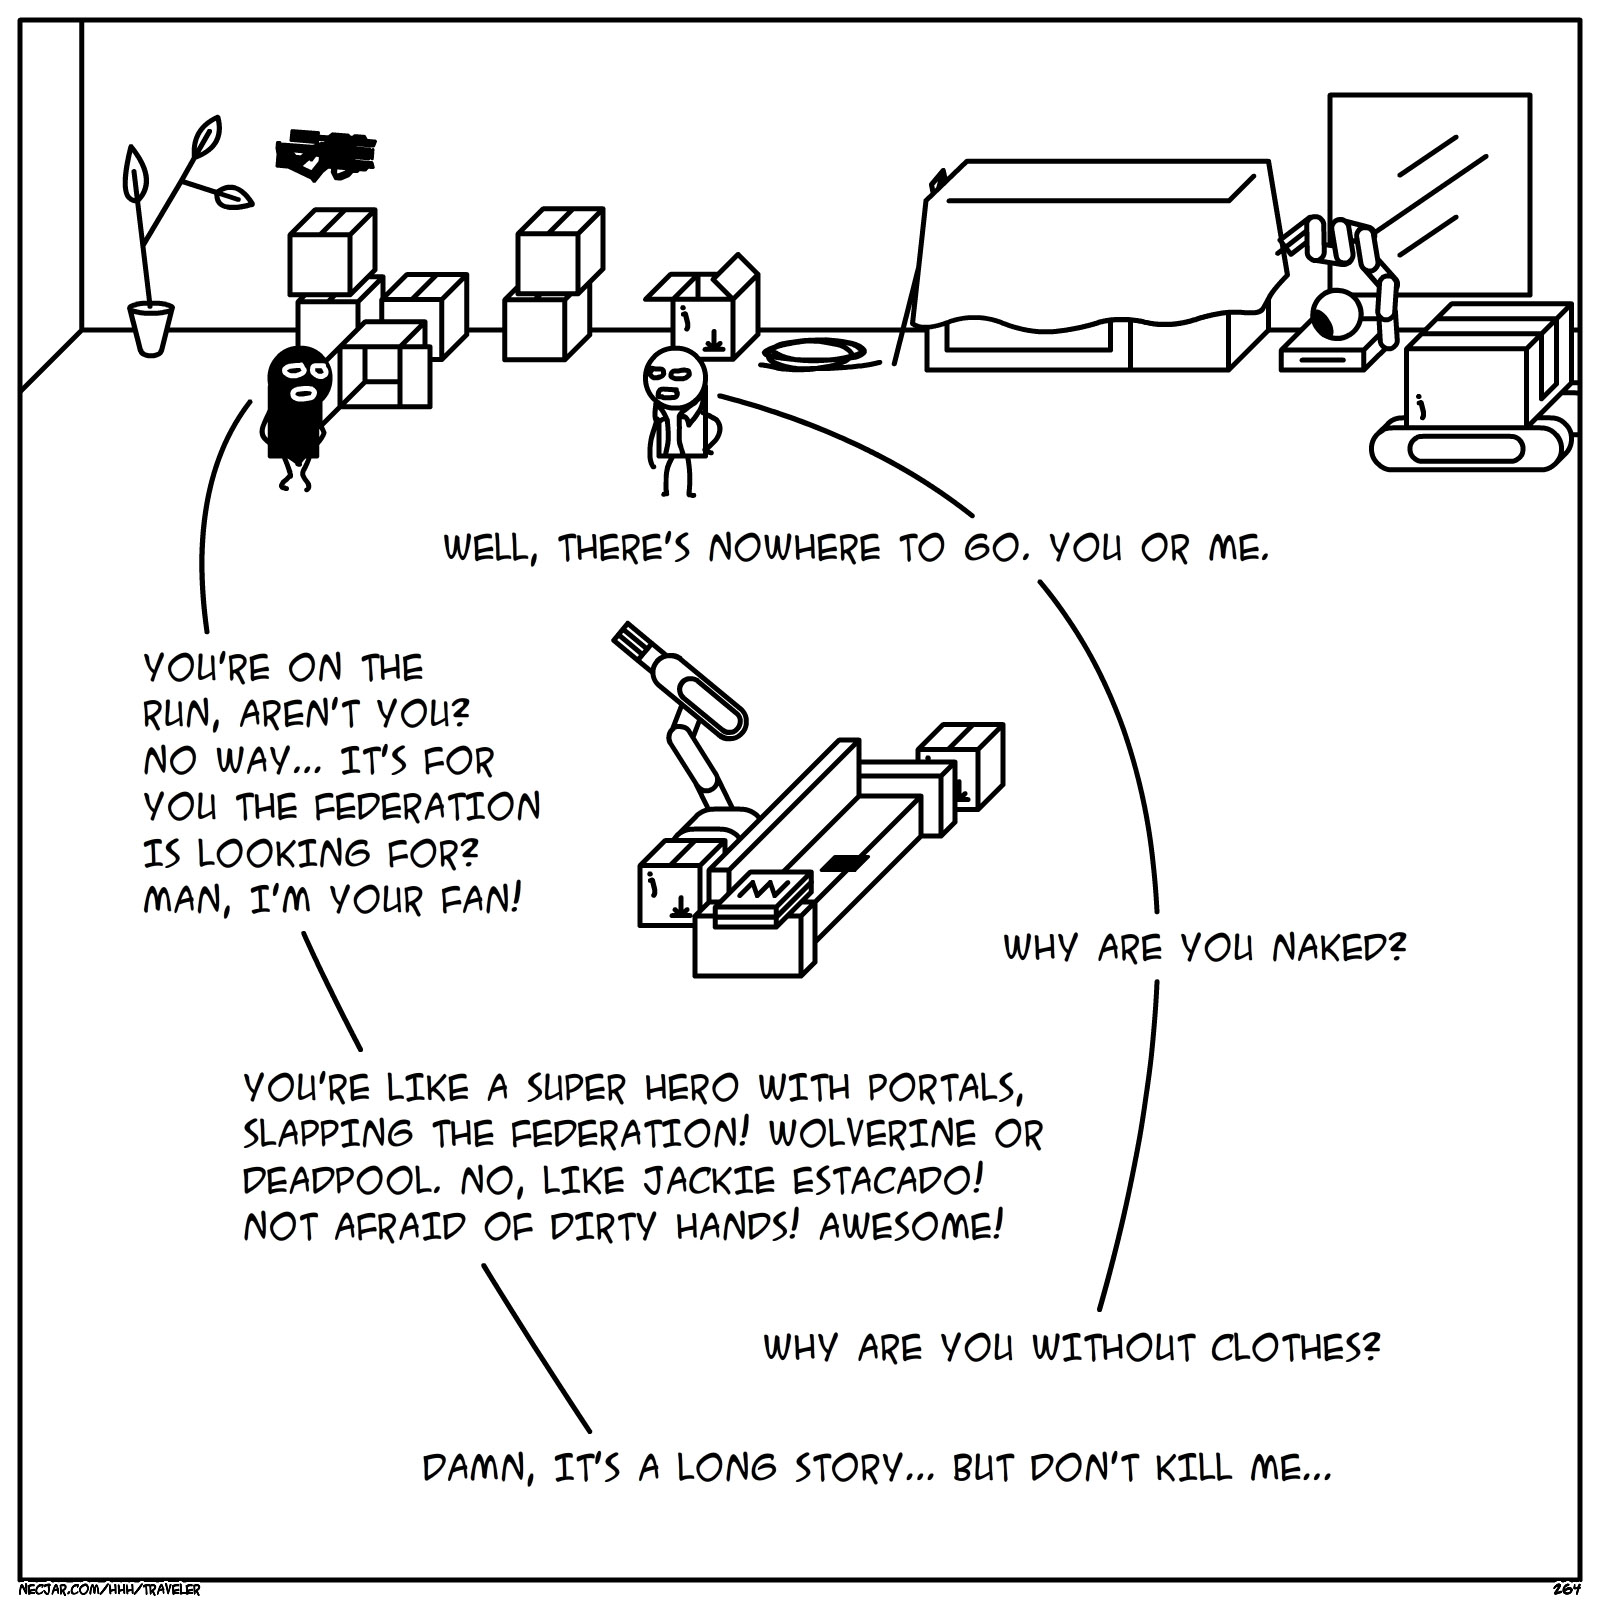 WELL, THERE'S NOWHERE TO GO. YOU OR ME.
YOU'RE ON THE
RUN, AREN'T YOU?
NO WAY... IT'S FOR
YOU THE FEDERATION
IS LOOKING FOR?
MAN, I'M YOUR FAN!
WHY ARE YOU NAKED?
YOU'RE LIKE A SUPER HERO WITH PORTALS,
SLAPPING THE FEDERATION! WOLVERINE OR
DEADPOOL. NO, LIKE JACKIE ESTACADO!
NOT AFRAID OF DIRTY HANDS! AWESOME!
WHY ARE YOU WITHOUT CLOTHES?
DAMN, IT'S A LONG STORY... BUT DON'T KILL ME...
NECJAR.COM/HHH/TRAVELER
264